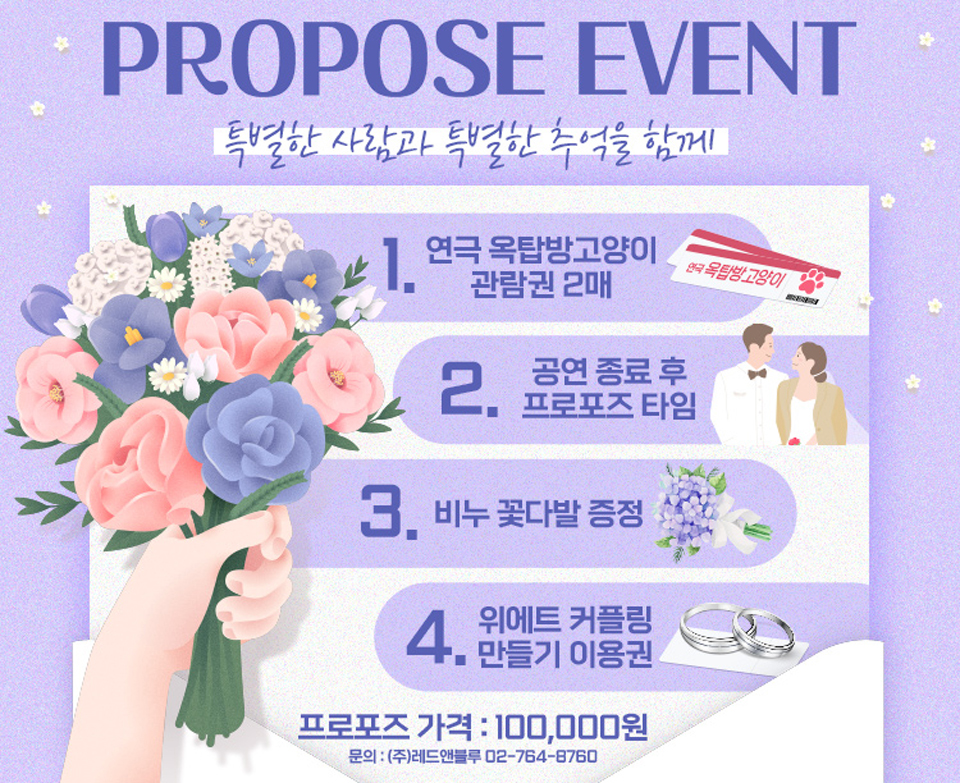 PROPOSE EVENT
특별한 사람과 특별한 추억을 함께!
1. 연극 옥탑방고양이
관람권 2매
연극 옥탑방고양이
2. 공연 종료 후
프로포즈 타임
3. 비누 꽃다발 증정
4. 위에트 커플링
만들기 이용권
프로포즈 가격 : 100,000원
문의 : (주)레드앤블루 02-764-8760